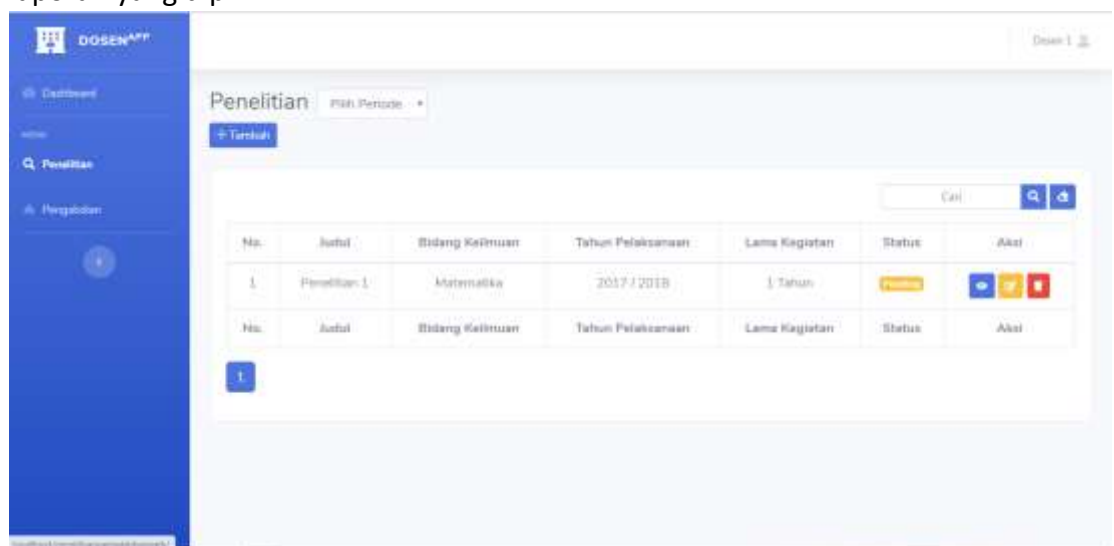 DOSENAPP
Dosen 1
Dashboard
MENU
Penelitian
Pengabdian
Penelitian
Pilih Periode
+ Tambah
Cari
No. Judul Bidang Keilmuan Tahun Pelaksanaan Lama Kegiatan Status Aksi
1 Penelitian 1 Matematika 2017 / 2018 1 Tahun Pending
No. Judul Bidang Keilmuan Tahun Pelaksanaan Lama Kegiatan Status Aksi
1